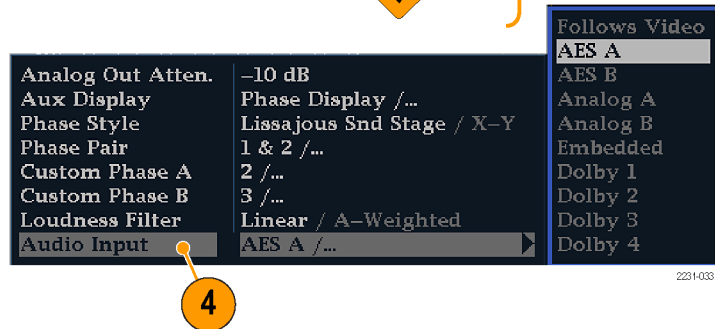 Analog Out Atten. –10 dB
Aux Display Phase Display /...
Phase Style Lissajous Snd Stage / X–Y
Phase Pair 1 & 2 /...
Custom Phase A 2 /...
Custom Phase B 3 /...
Loudness Filter Linear / A–Weighted
Audio Input AES A /...
Follows Video
AES A
AES B
Analog A
Analog B
Embedded
Dolby 1
Dolby 2
Dolby 3
Dolby 4
2231-033
4